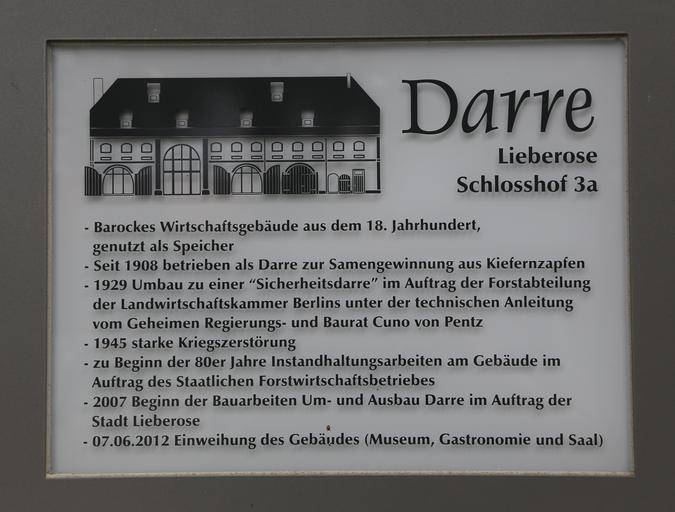 Darre
Lieberose
Schlosshof 3a
- Barockes Wirtschaftsgebäude aus dem 18. Jahrhundert,
genutzt als Speicher
- Seit 1908 betrieben als Darre zur Samengewinnung aus Kiefernzapfen
- 1929 Umbau zu einer "Sicherheitsdarre" im Auftrag der Forstabteilung
der Landwirtschaftskammer Berlins unter der technischen Anleitung
vom Geheimen Regierungs- und Baurat Cuno von Pentz
- 1945 starke Kriegszerstörung
- zu Beginn der 80er Jahre Instandhaltungsarbeiten am Gebäude im
Auftrag des Staatlichen Forstwirtschaftsbetriebes
- 2007 Beginn der Bauarbeiten Um- und Ausbau Darre im Auftrag der
Stadt Lieberose
- 07.06.2012 Einweihung des Gebäudes (Museum, Gastronomie und Saal)